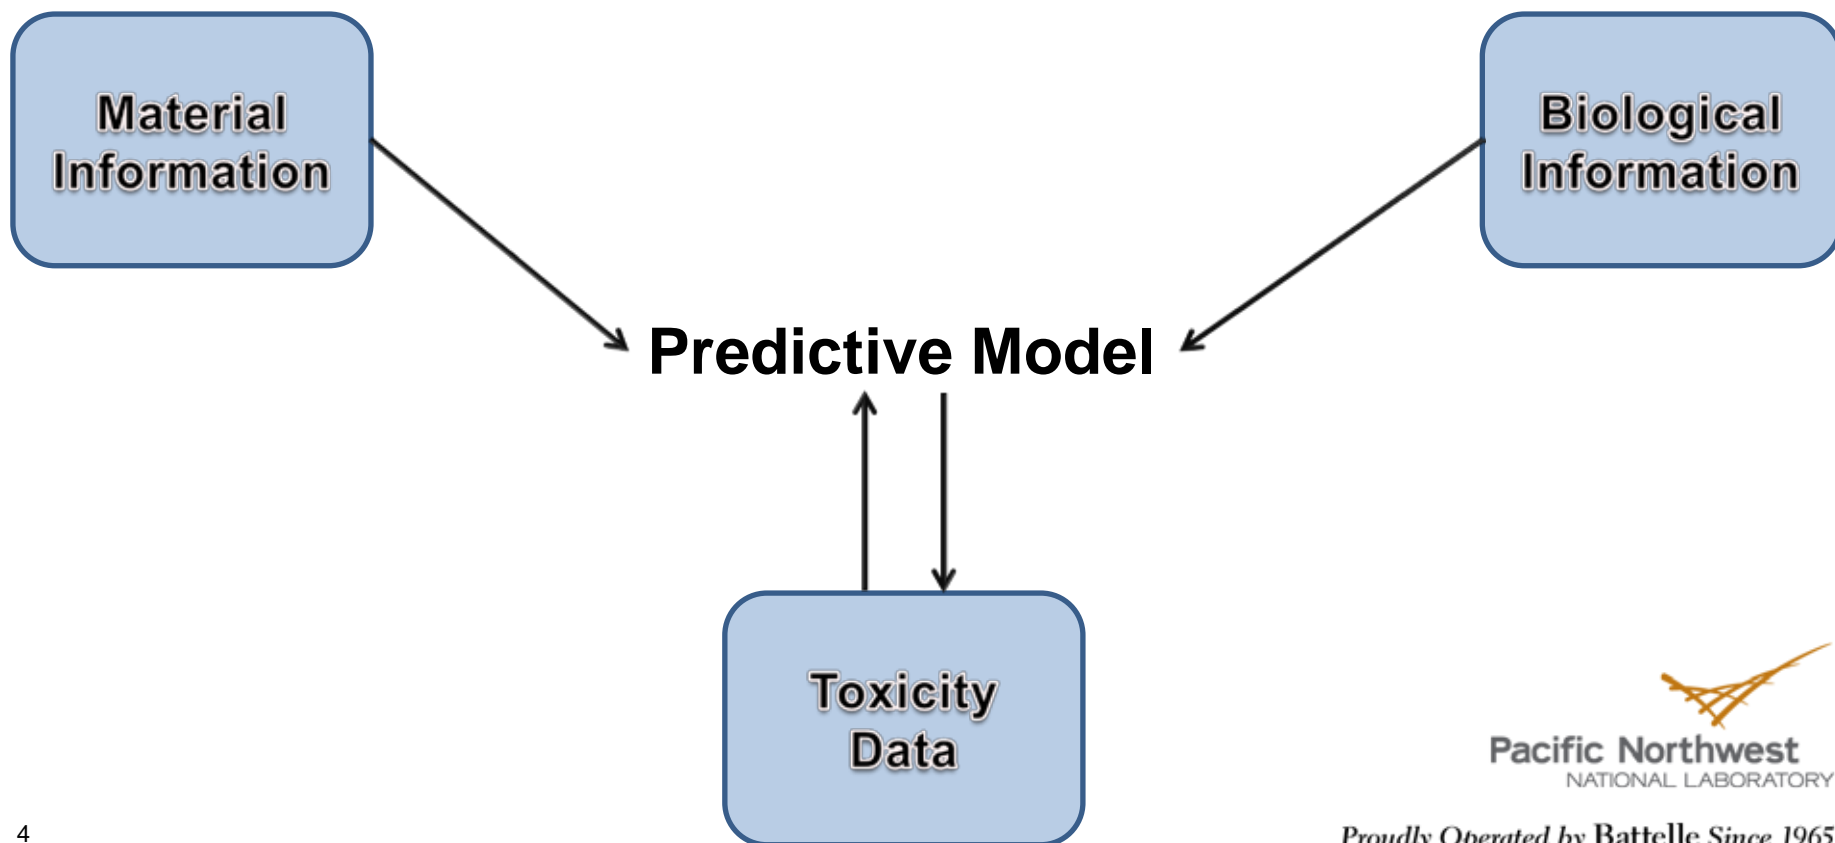 Material
Information
Biological
Information
Predictive Model
Toxicity
Data
Pacific Northwest
NATIONAL LABORATORY
Proudly Operated by Battelle Since 1965
4